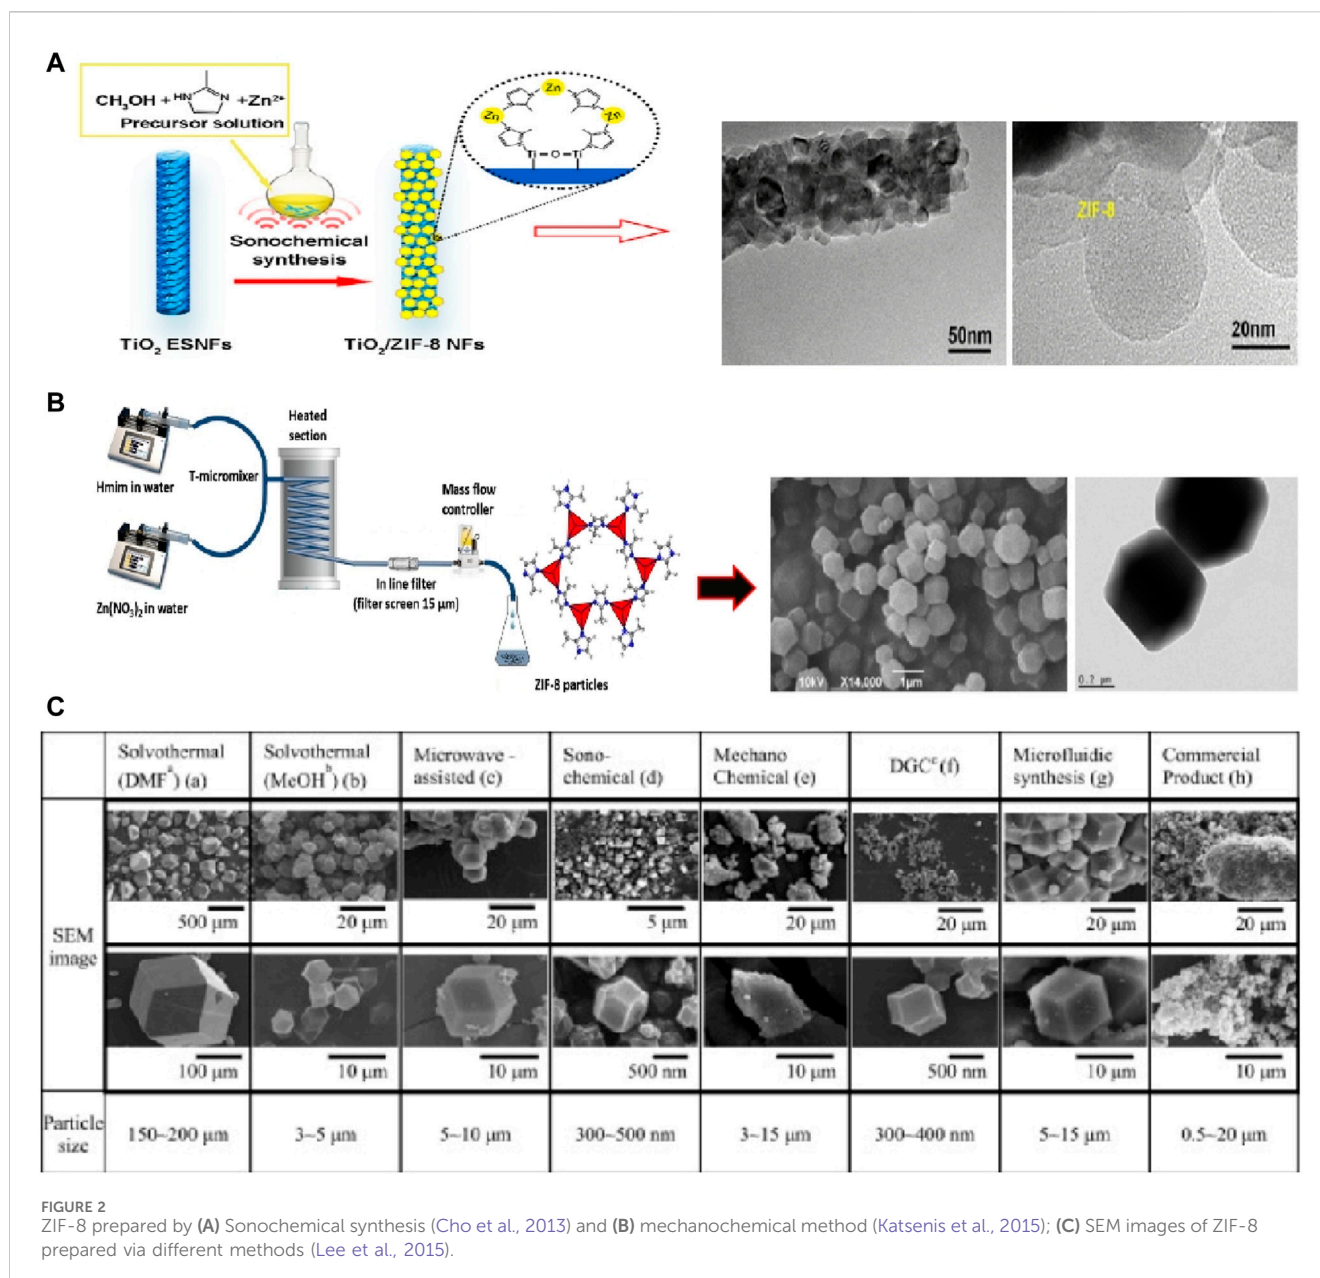 A
CH3OH + HN N +Zn2+
Precursor solution
Zn
Zn Zn
Ti O Ti
Sonochemical
synthesis
TiO2 ESNFs
TiO2/ZIF-8 NFs
50nm
ZIF-8
20nm
B
Heated
section
T-micromixer
Hmim in water
Mass flow
controller
In line filter
(filter screen 15 μm)
Zn(NO3)2 in water
ZIF-8 particles
10kV X14,000 1μm
0.2 μm
C
Solvothermal (DMFa) (a)
Solvothermal (MeOHb) (b)
Microwave-assisted (c)
Sono-chemical (d)
Mechano Chemical (e)
DGCc (f)
Microfluidic synthesis (g)
Commercial Product (h)
SEM image
500 μm 20 μm 20 μm 5 μm 20 μm 20 μm 20 μm 20 μm
100 μm 10 μm 10 μm 500 nm 10 μm 500 nm 10 μm 10 μm
Particle size
150~200 μm 3~5 μm 5~10 μm 300~500 nm 3~15 μm 300~400 nm 5~15 μm 0.5~20 μm
FIGURE 2
ZIF-8 prepared by (A) Sonochemical synthesis (Cho et al., 2013) and (B) mechanochemical method (Katsenis et al., 2015); (C) SEM images of ZIF-8
prepared via different methods (Lee et al., 2015).